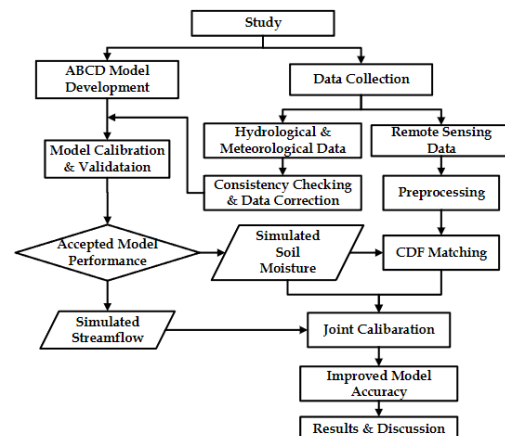 Study
ABCD Model
Development
Data Collection
Hydrological &
Meteorological Data
Remote Sensing
Data
Model Calibration
& Validataion
Consistency Checking
& Data Correction
Preprocessing
Accepted Model
Performance
Simulated
Soil
Moisture
CDF Matching
Simulated
Streamflow
Joint Calibaration
Improved Model
Accuracy
Results & Discussion